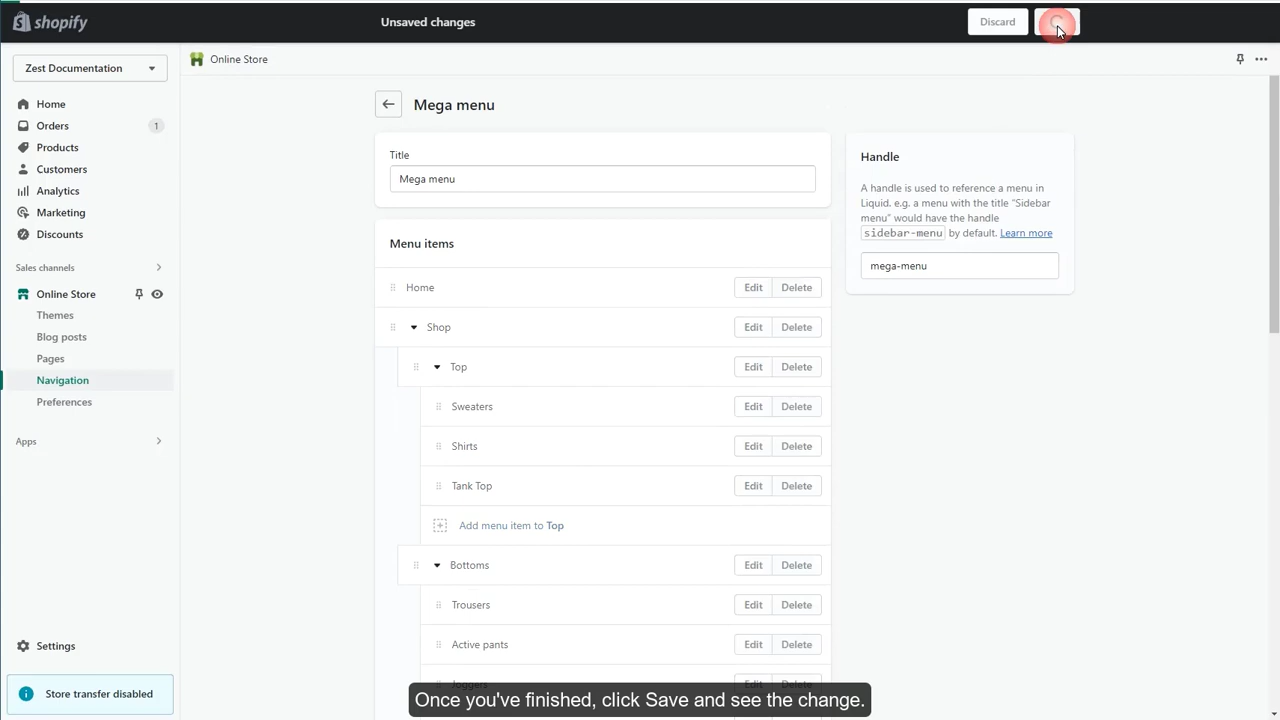 shopify
Unsaved changes
Discard
Zest Documentation
Online Store
Home
Orders
1
Products
Customers
Analytics
Marketing
Discounts
Sales channels
Online Store
Themes
Blog posts
Pages
Navigation
Preferences
Apps
Settings
Store transfer disabled
Mega menu
Title
Mega menu
Menu items
Home
Edit Delete
Shop
Edit Delete
Top
Edit Delete
Sweaters
Edit Delete
Shirts
Edit Delete
Tank Top
Edit Delete
Add menu item to Top
Bottoms
Edit Delete
Trousers
Edit Delete
Active pants
Edit Delete
Joggers
Edit Delete
Handle
A handle is used to reference a menu in
Liquid. e.g. a menu with the title “Sidebar
menu” would have the handle
sidebar-menu by default. Learn more
mega-menu
Once you've finished, click Save and see the change.